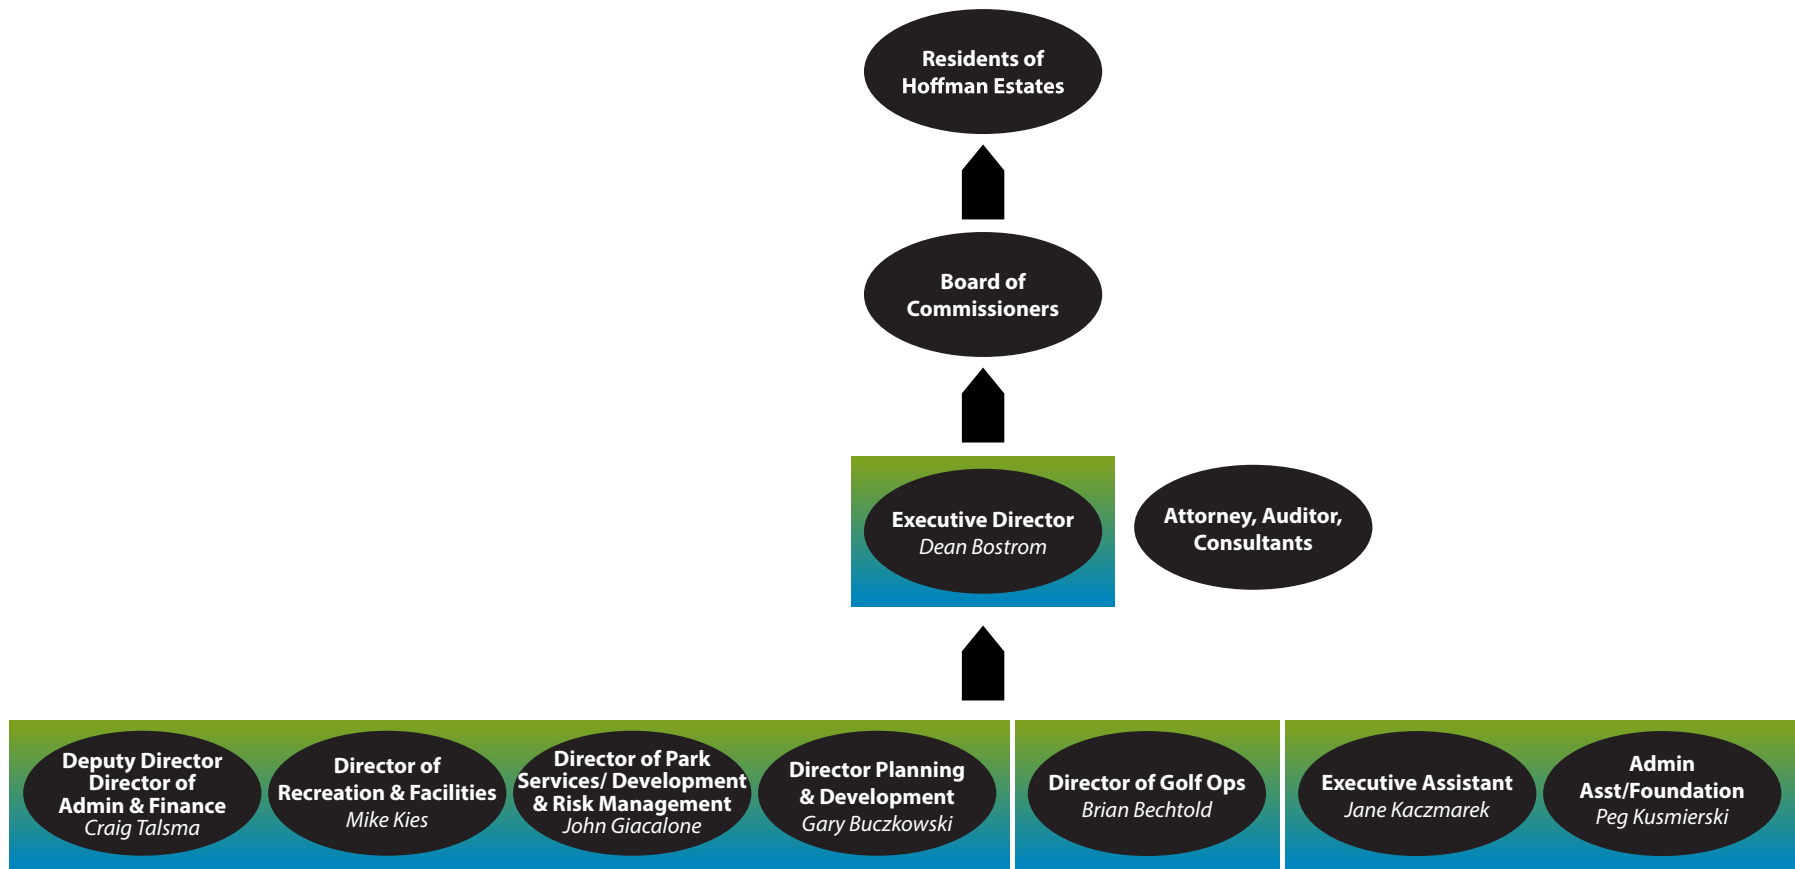 Residents of
Hoffman Estates
Board of
Commissioners
Executive Director
Dean Bostrom
Attorney, Auditor,
Consultants
Deputy Director
Director of
Admin & Finance
Craig Talsma
Director of
Recreation & Facilities
Mike Kies
Director of Park
Services/ Development
& Risk Management
John Giacalone
Director Planning
& Development
Gary Buczkowski
Director of Golf Ops
Brian Bechtold
Executive Assistant
Jane Kaczmarek
Admin
Asst/Foundation
Peg Kusmierski